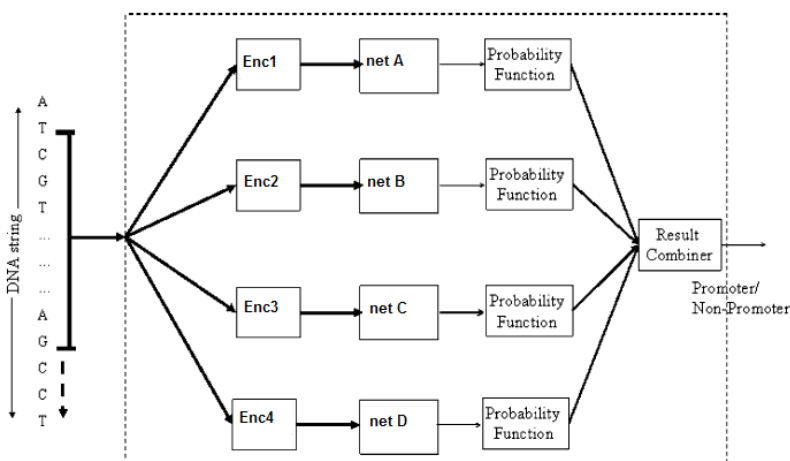 DNA string
A
T
C
G
T
...
...
...
A
G
C
C
T
Enc1
net A
Probability
Function
Enc2
net B
Probability
Function
Enc3
net C
Probability
Function
Enc4
net D
Probability
Function
Result
Combiner
Promoter/
Non-Promoter